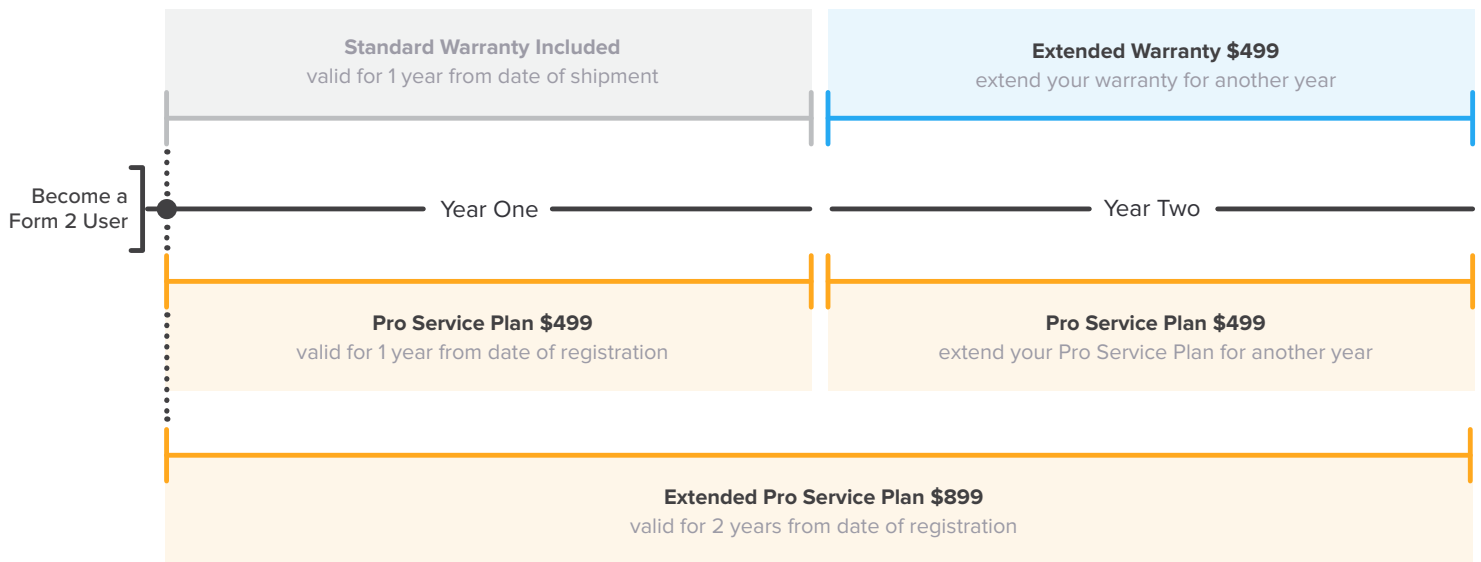 Standard Warranty Included
valid for 1 year from date of shipment
Extended Warranty $499
extend your warranty for another year
Become a
Form 2 User
Year One
Year Two
Pro Service Plan $499
valid for 1 year from date of registration
Pro Service Plan $499
extend your Pro Service Plan for another year
Extended Pro Service Plan $899
valid for 2 years from date of registration